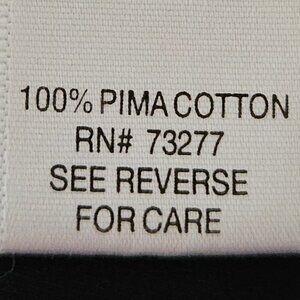 100% PIMA COTTON
RN# 73277
SEE REVERSE
FOR CARE